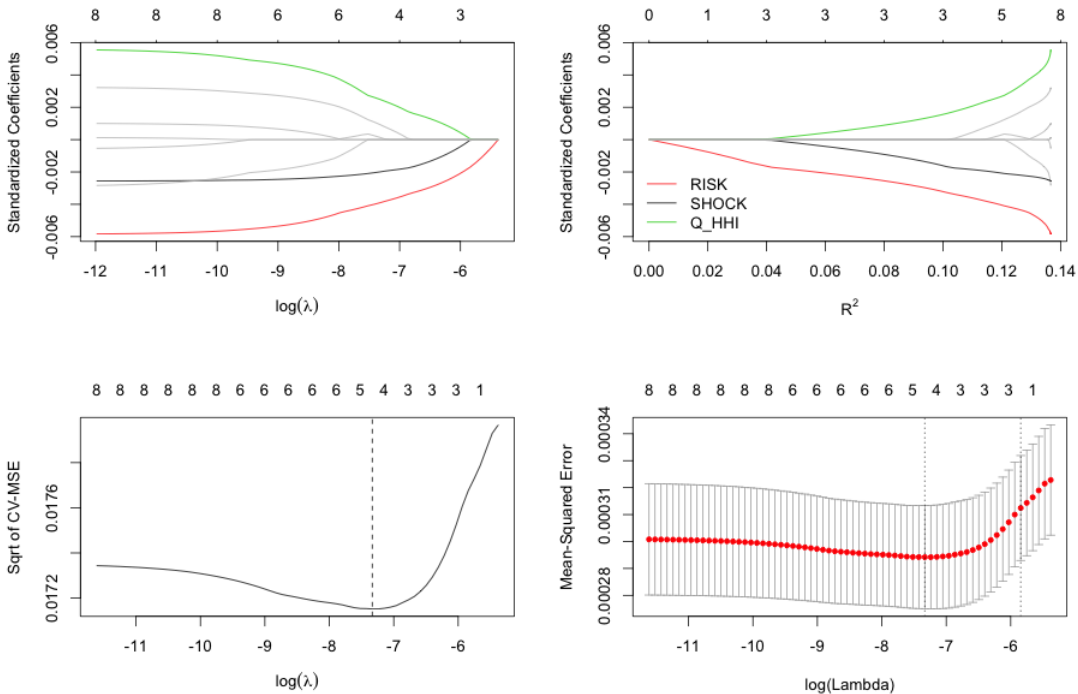 8 8 6 6 6 4 3
Standardized Coefficients
0.006
0.002
-0.002
-0.006
-12 -11 -10 -9 -8 -7 -6
log(λ)
0 1 3 3 3 3 5 8
Standardized Coefficients
0.006
0.002
-0.002
-0.006
RISK
SHOCK
Q_HHI
0.00 0.02 0.04 0.06 0.08 0.10 0.12 0.14
R²
8 8 8 8 8 8 6 6 6 6 6 5 4 3 3 3 1
Sqrt of CV-MSE
0.0176
0.0172
-11 -10 -9 -8 -7 -6
log(λ)
8 8 8 8 8 8 6 6 6 6 6 5 4 3 3 3 1
Mean-Squared Error
0.00034
0.00031
0.00028
-11 -10 -9 -8 -7 -6
log(Lambda)